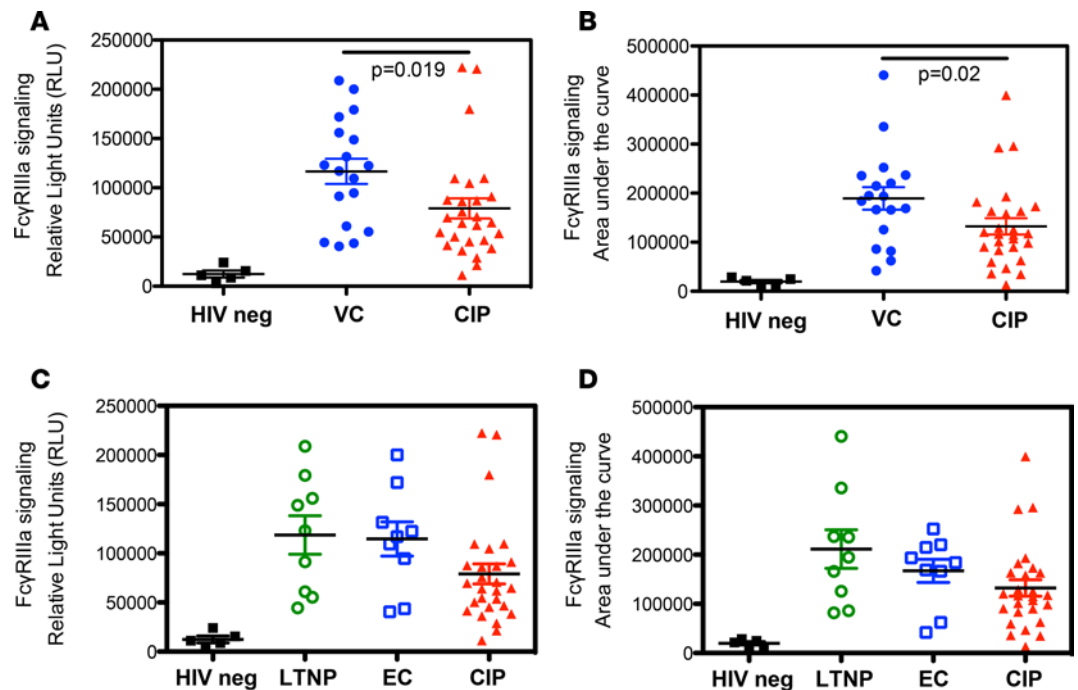 A
FcγRIIIa signaling
Relative Light Units (RLU)
250000
200000
150000
100000
50000
0
p=0.019
HIV neg
VC
CIP
B
FcγRIIIa signaling
Area under the curve
500000
400000
300000
200000
100000
0
p=0.02
HIV neg
VC
CIP
C
FcγRIIIa signaling
Relative Light Units (RLU)
250000
200000
150000
100000
50000
0
HIV neg
LTNP
EC
CIP
D
FcγRIIIa signaling
Area under the curve
500000
400000
300000
200000
100000
0
HIV neg
LTNP
EC
CIP